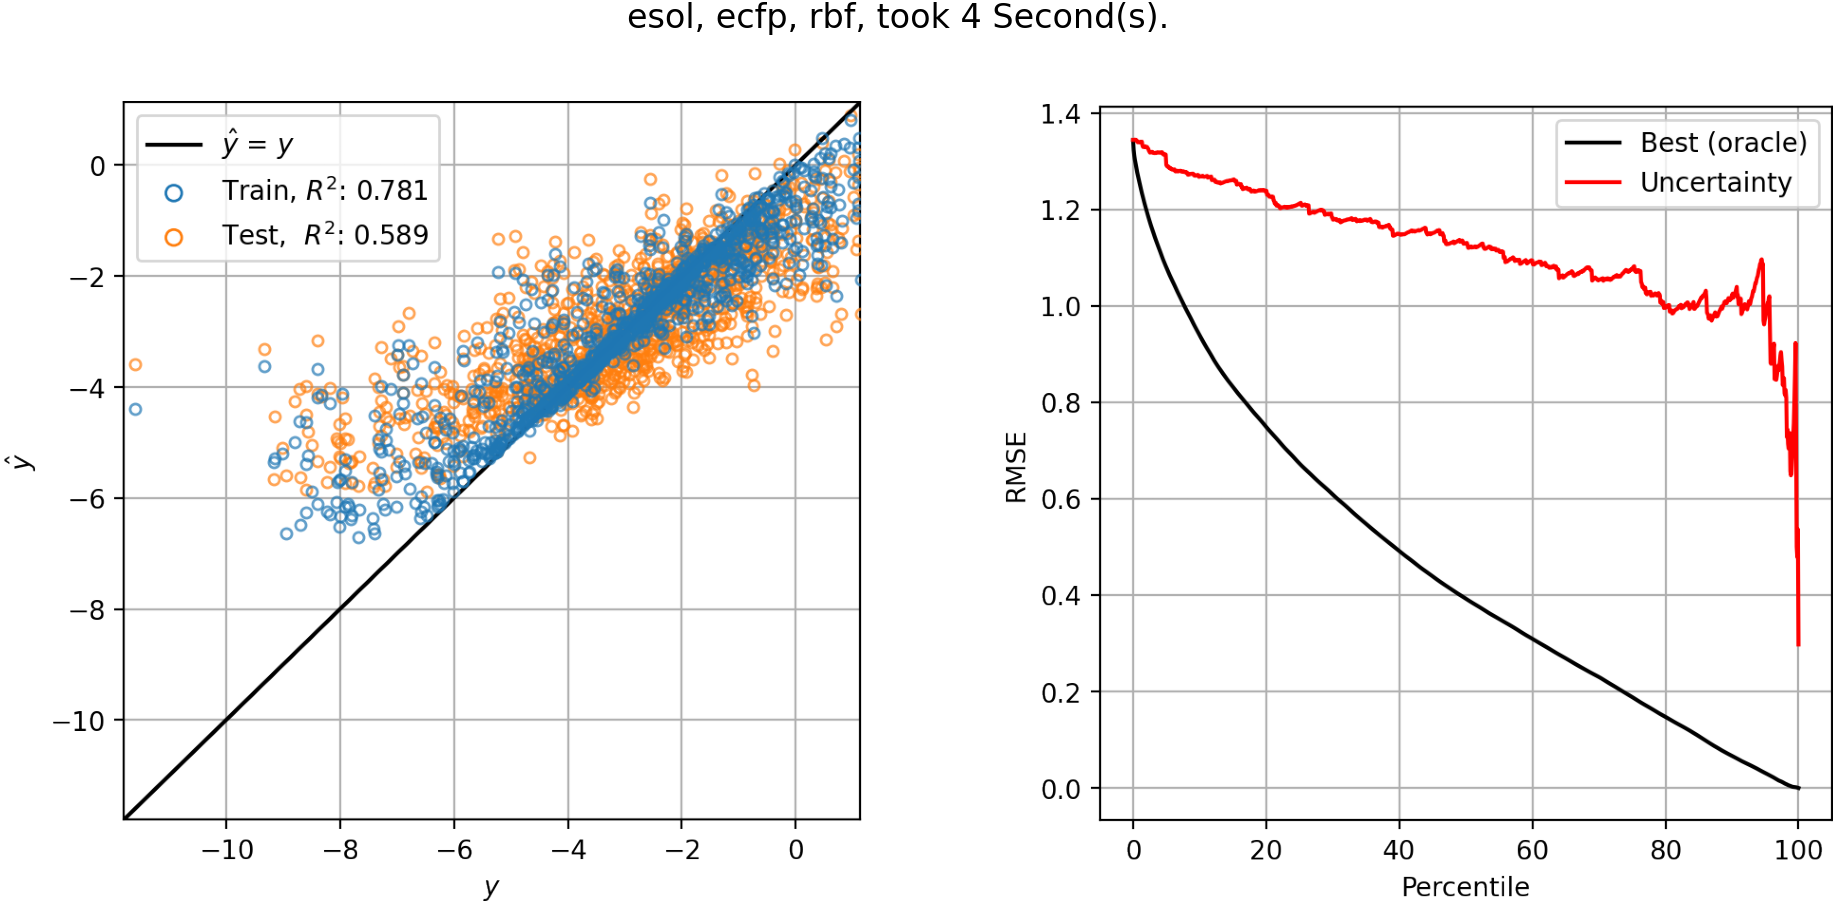 esol, ecfp, rbf, took 4 Second(s).
ŷ = y
Train, R²: 0.781
Test, R²: 0.589
0
−2
−4
−6
−8
−10
ŷ
−10 −8 −6 −4 −2 0
y
Best (oracle)
Uncertainty
1.4
1.2
1.0
0.8
0.6
0.4
0.2
0.0
RMSE
0 20 40 60 80 100
Percentile